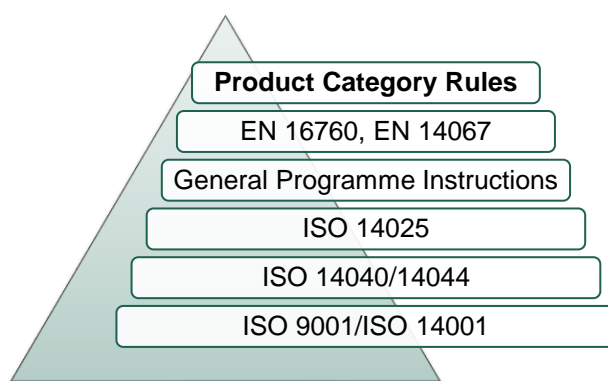 Product Category Rules
EN 16760, EN 14067
General Programme Instructions
ISO 14025
ISO 14040/14044
ISO 9001/ISO 14001